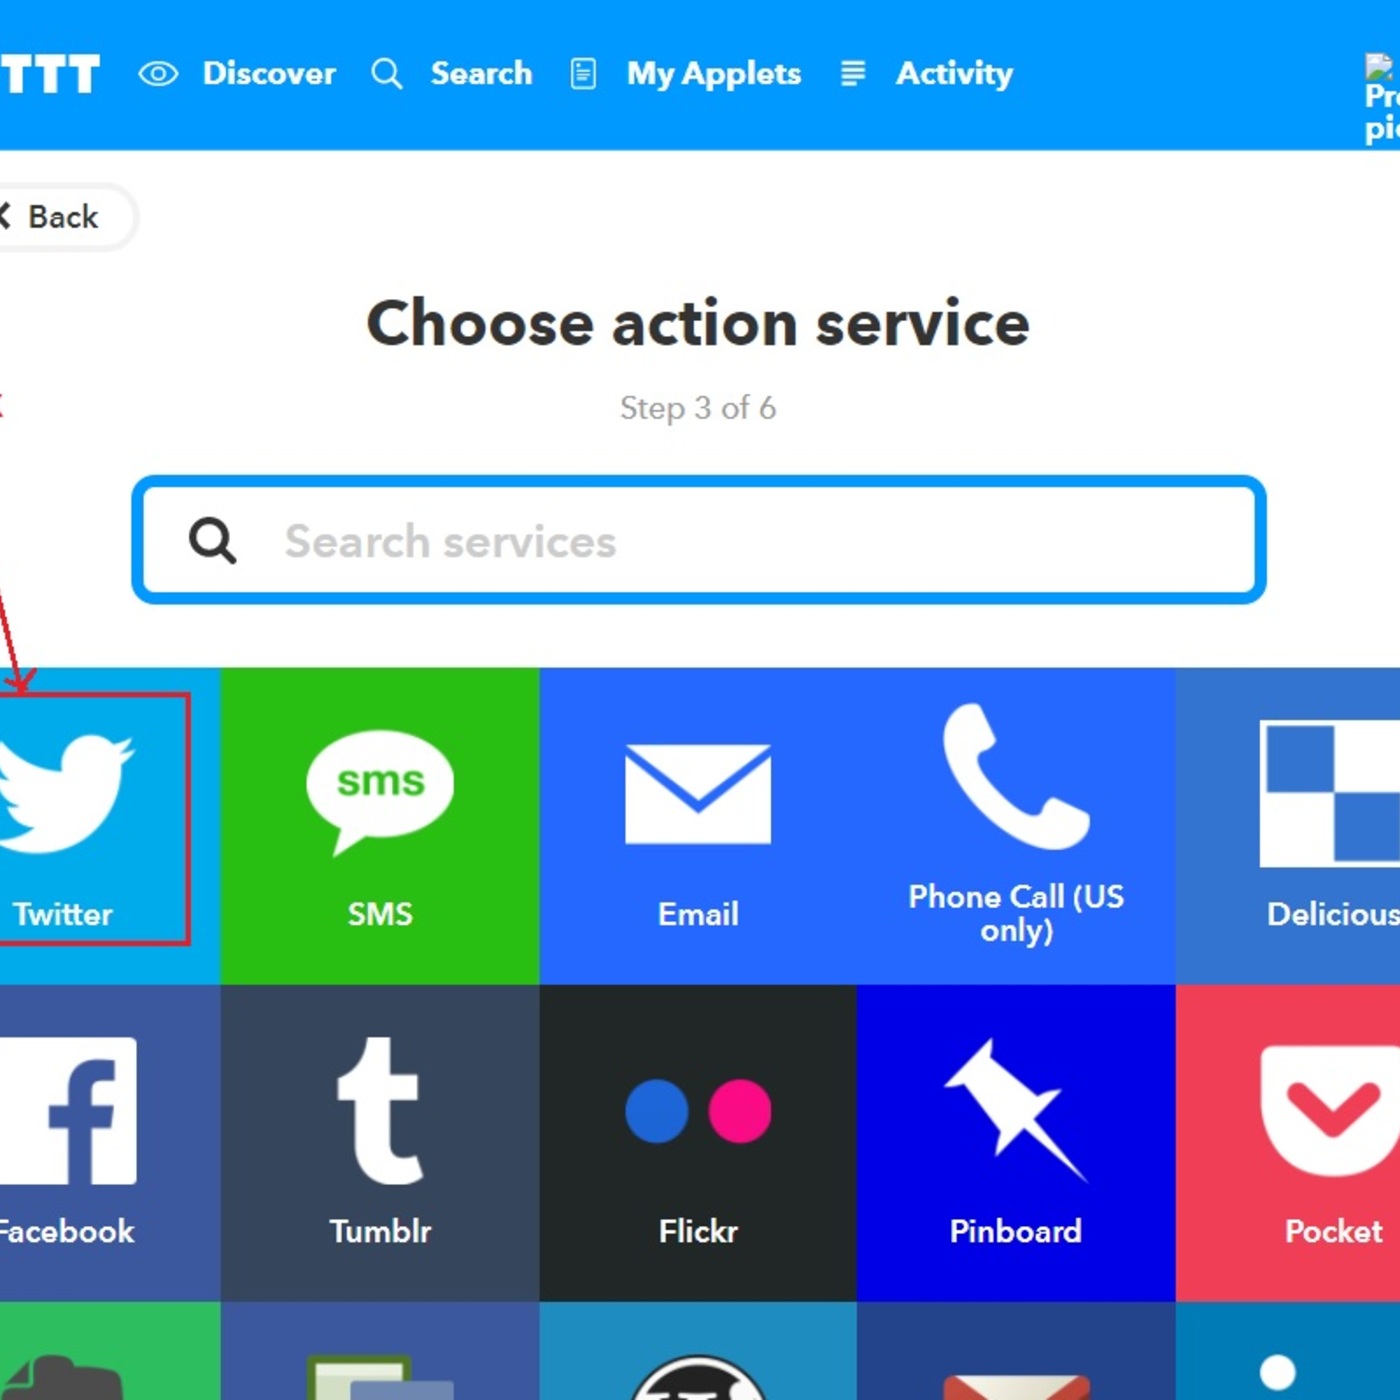 TTT Discover Search My Applets Activity
Pr
pi
Back
Choose action service
Step 3 of 6
Search services
sms
Twitter
SMS
Email
Phone Call (US
only)
Delicious
Facebook
Tumblr
Flickr
Pinboard
Pocket